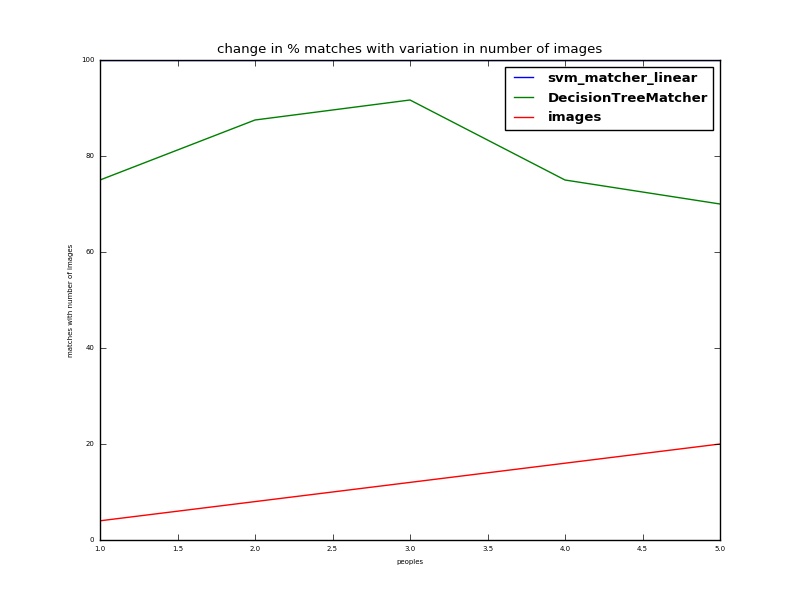 change in % matches with variation in number of images
svm_matcher_linear
DecisionTreeMatcher
images
100
80
60
40
20
0
matches with number of images
1.0 1.5 2.0 2.5 3.0 3.5 4.0 4.5 5.0
peoples